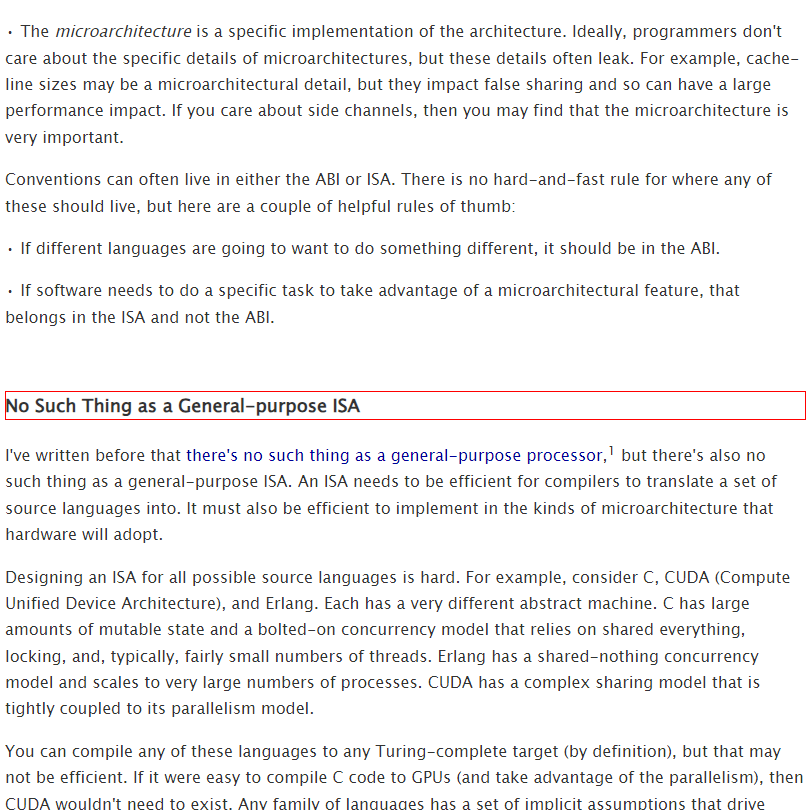 • The microarchitecture is a specific implementation of the architecture. Ideally, programmers don't
care about the specific details of microarchitectures, but these details often leak. For example, cache-
line sizes may be a microarchitectural detail, but they impact false sharing and so can have a large
performance impact. If you care about side channels, then you may find that the microarchitecture is
very important.
Conventions can often live in either the ABI or ISA. There is no hard-and-fast rule for where any of
these should live, but here are a couple of helpful rules of thumb:
• If different languages are going to want to do something different, it should be in the ABI.
• If software needs to do a specific task to take advantage of a microarchitectural feature, that
belongs in the ISA and not the ABI.
No Such Thing as a General-purpose ISA
I've written before that there's no such thing as a general-purpose processor,1 but there's also no
such thing as a general-purpose ISA. An ISA needs to be efficient for compilers to translate a set of
source languages into. It must also be efficient to implement in the kinds of microarchitecture that
hardware will adopt.
Designing an ISA for all possible source languages is hard. For example, consider C, CUDA (Compute
Unified Device Architecture), and Erlang. Each has a very different abstract machine. C has large
amounts of mutable state and a bolted-on concurrency model that relies on shared everything,
locking, and, typically, fairly small numbers of threads. Erlang has a shared-nothing concurrency
model and scales to very large numbers of processes. CUDA has a complex sharing model that is
tightly coupled to its parallelism model.
You can compile any of these languages to any Turing-complete target (by definition), but that may
not be efficient. If it were easy to compile C code to GPUs (and take advantage of the parallelism), then
CUDA wouldn't need to exist. Any family of languages has a set of implicit assumptions that drive